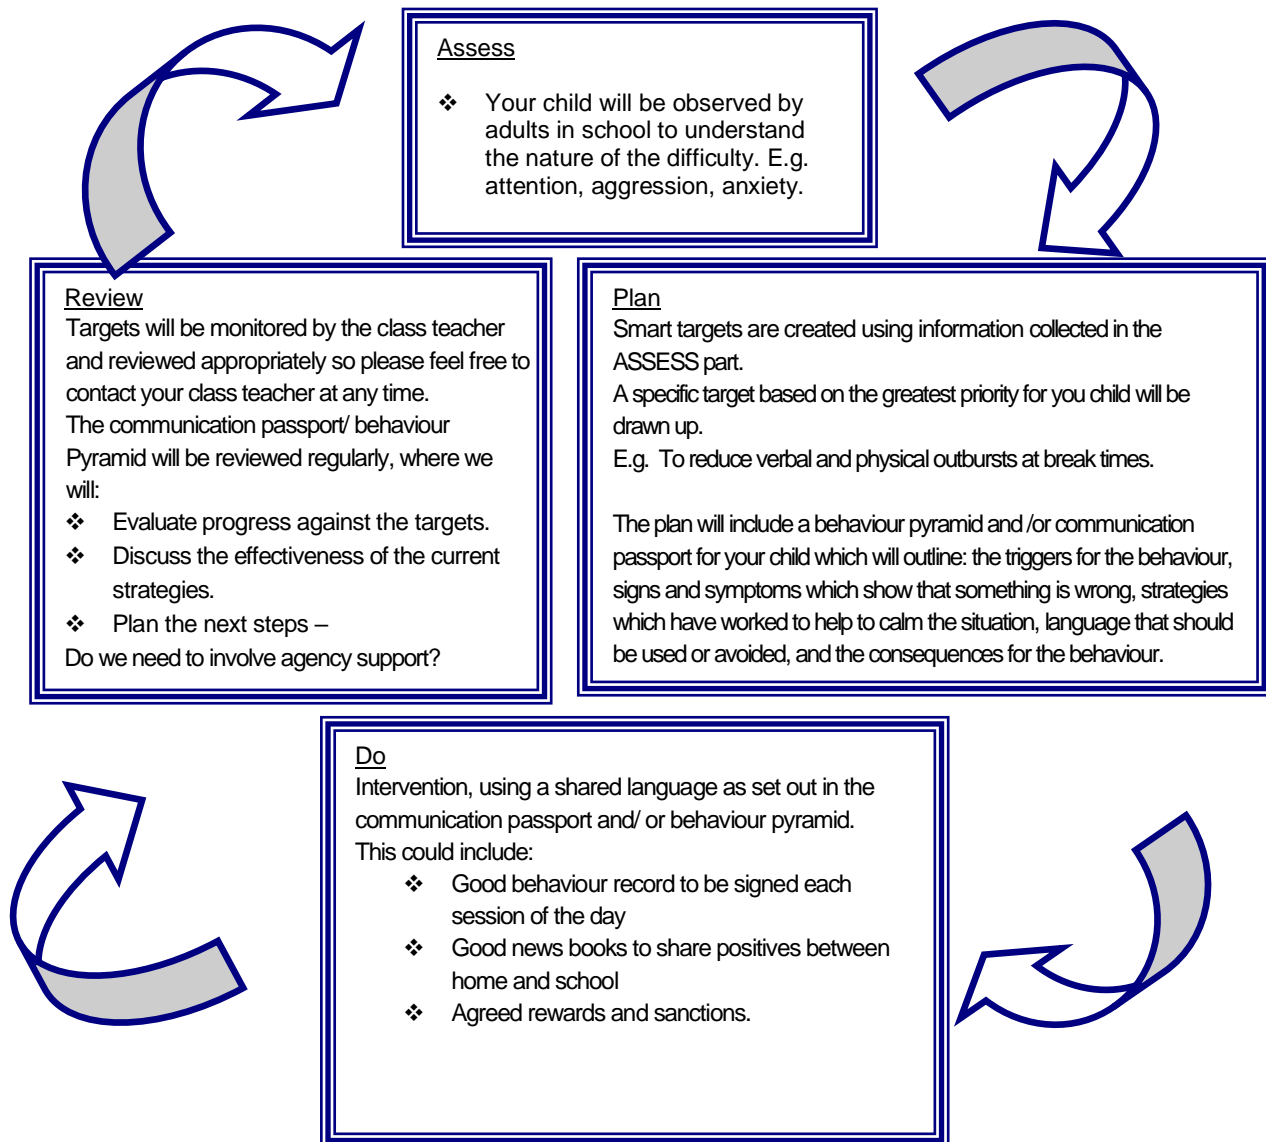 Assess
❖ Your child will be observed by
adults in school to understand
the nature of the difficulty. E.g.
attention, aggression, anxiety.
Review
Targets will be monitored by the class teacher
and reviewed appropriately so please feel free to
contact your class teacher at any time.
The communication passport/ behaviour
Pyramid will be reviewed regularly, where we
will:
❖ Evaluate progress against the targets.
❖ Discuss the effectiveness of the current
strategies.
❖ Plan the next steps –
Do we need to involve agency support?
Plan
Smart targets are created using information collected in the
ASSESS part.
A specific target based on the greatest priority for you child will be
drawn up.
E.g. To reduce verbal and physical outbursts at break times.
The plan will include a behaviour pyramid and /or communication
passport for your child which will outline: the triggers for the behaviour,
signs and symptoms which show that something is wrong, strategies
which have worked to help to calm the situation, language that should
be used or avoided, and the consequences for the behaviour.
Do
Intervention, using a shared language as set out in the
communication passport and/ or behaviour pyramid.
This could include:
❖ Good behaviour record to be signed each
session of the day
❖ Good news books to share positives between
home and school
❖ Agreed rewards and sanctions.